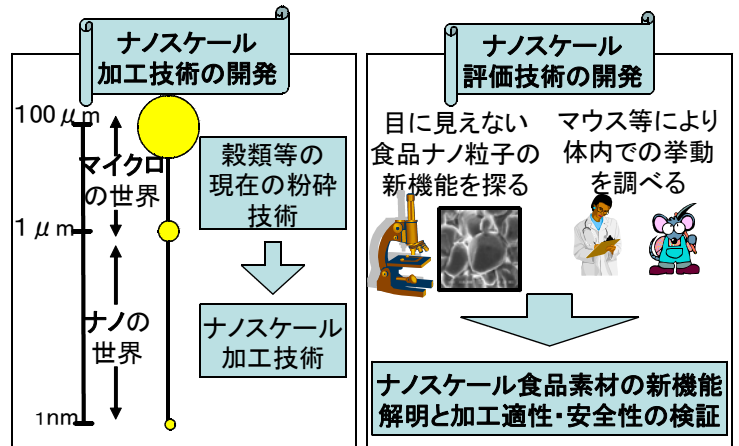 ナノスケール
加工技術の開発
100μm
マイクロ
の世界
1μm
ナノの
世界
1nm
穀類等の
現在の粉砕
技術
ナノスケール
加工技術
ナノスケール
評価技術の開発
目に見えない
食品ナノ粒子の
新機能を探る
マウス等により
体内での挙動
を調べる
ナノスケール食品素材の新機能
解明と加工適性・安全性の検証